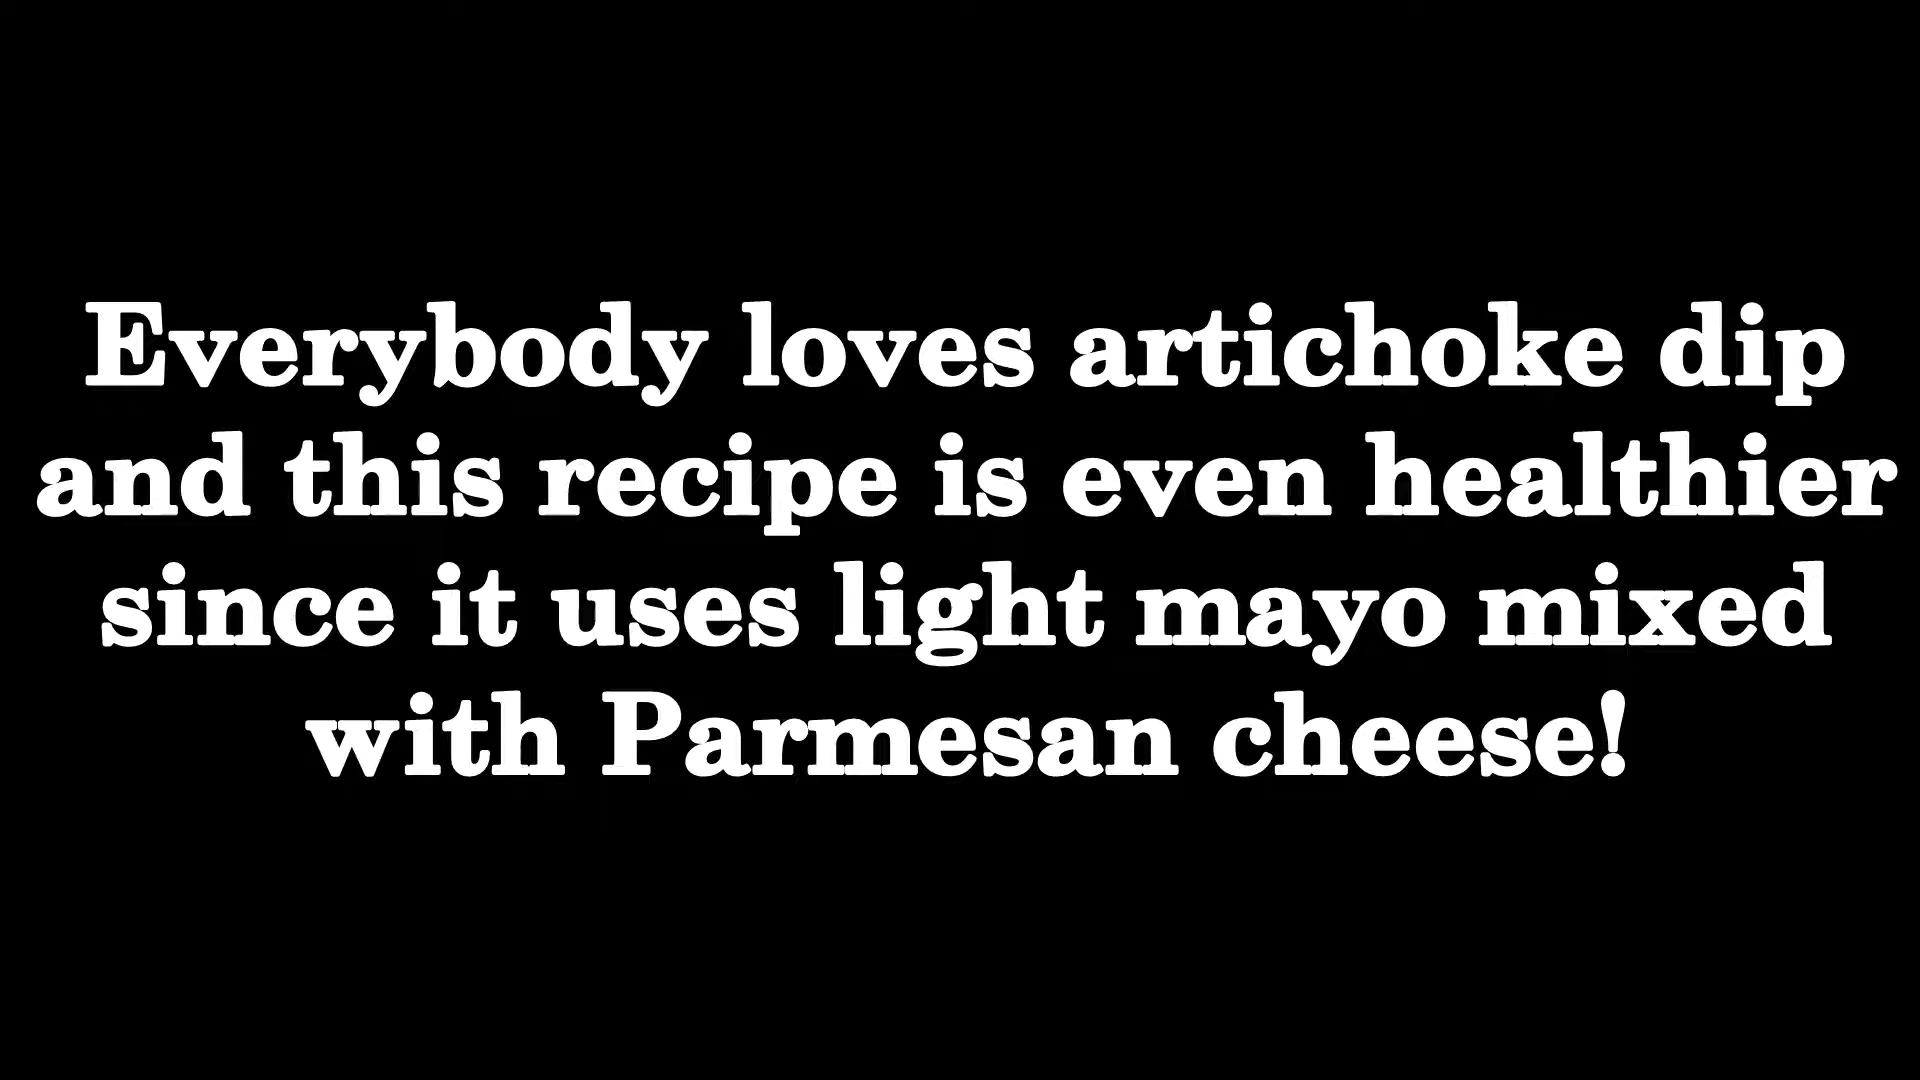 Everybody loves artichoke dip
and this recipe is even healthier
since it uses light mayo mixed
with Parmesan cheese!